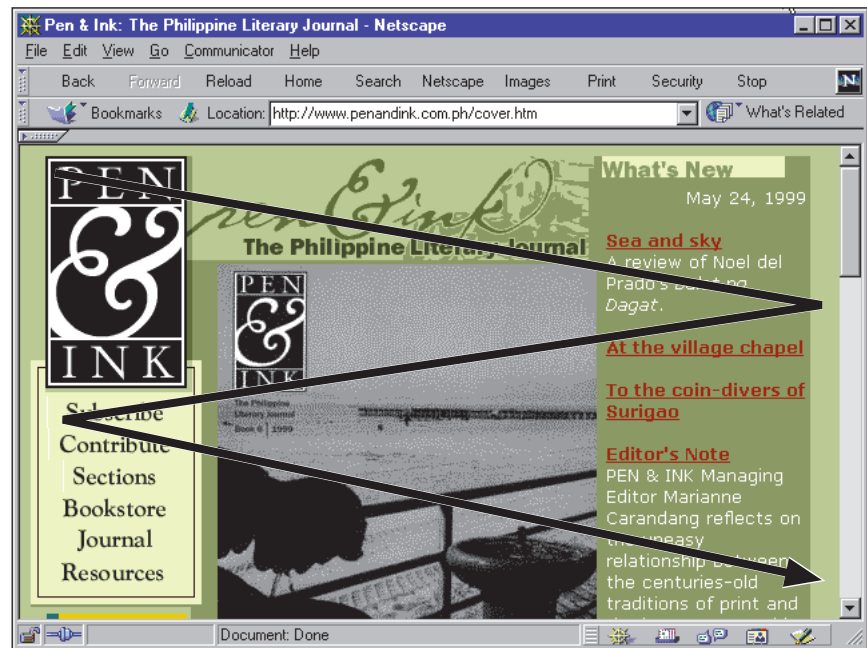 Pen & Ink: The Philippine Literary Journal - Netscape
File Edit View Go Communicator Help
Back Forward Reload Home Search Netscape Images Print Security Stop N
Bookmarks Location: http://www.penandink.com.ph/cover.htm What's Related
PEN
&
INK
Subscribe
Contribute
Sections
Bookstore
Journal
Resources
pen & ink
The Philippine Literary Journal
PEN
&
INK
The Philippine
Literary Journal
Book 6 | 1999
What's New
May 24, 1999
Sea and sky
A review of Noel del
Prado's
Dagat.
At the village chapel
To the coin-divers of
Surigao
Editor's Note
PEN & INK Managing
Editor Marianne
Carandang reflects on
the uneasy
relationship between
the centuries-old
traditions of print and
Document: Done